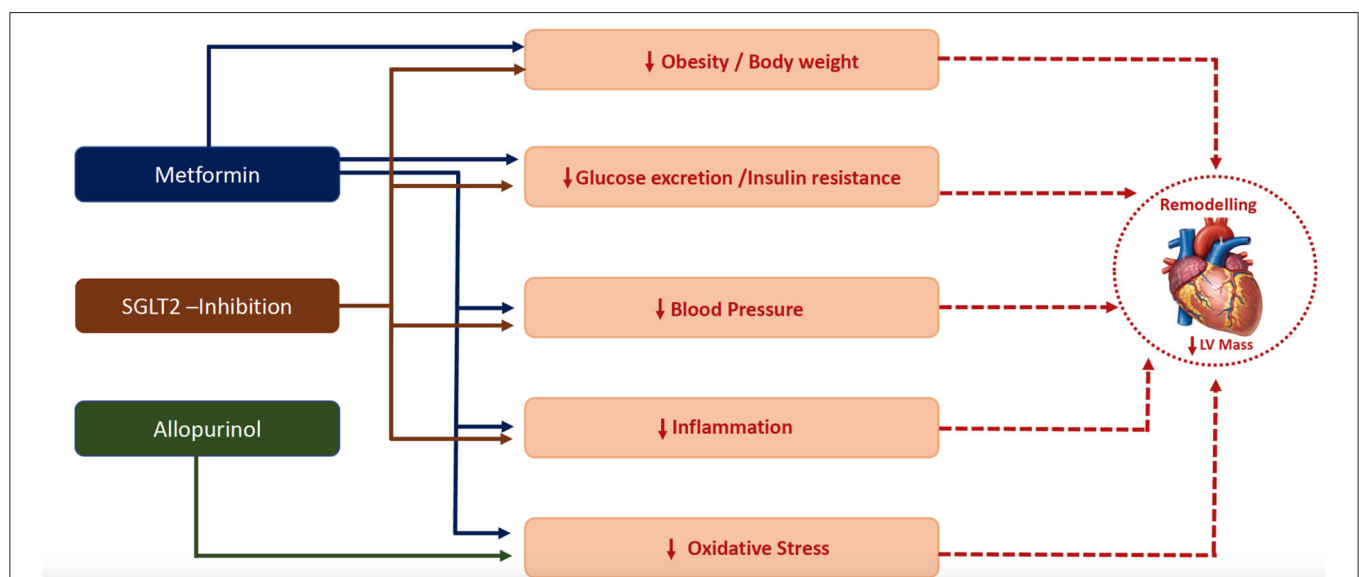 Metformin
SGLT2 –Inhibition
Allopurinol
↓ Obesity / Body weight
↓ Glucose excretion /Insulin resistance
↓ Blood Pressure
↓ Inflammation
↓ Oxidative Stress
Remodelling
↓ LV Mass